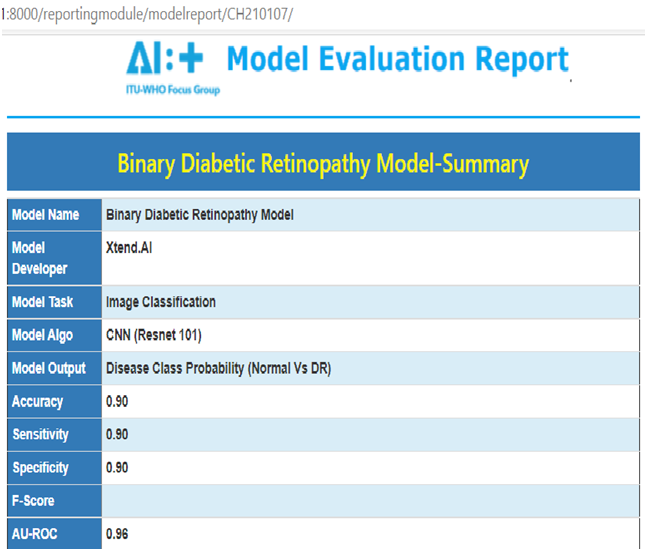 1:8000/reportingmodule/modelreport/CH210107/
AI:+ Model Evaluation Report
ITU-WHO Focus Group
Binary Diabetic Retinopathy Model-Summary
Model Name Binary Diabetic Retinopathy Model
Model Xtend.AI
Developer
Model Task Image Classification
Model Algo CNN (Resnet 101)
Model Output Disease Class Probability (Normal Vs DR)
Accuracy 0.90
Sensitivity 0.90
Specificity 0.90
F-Score
AU-ROC 0.96